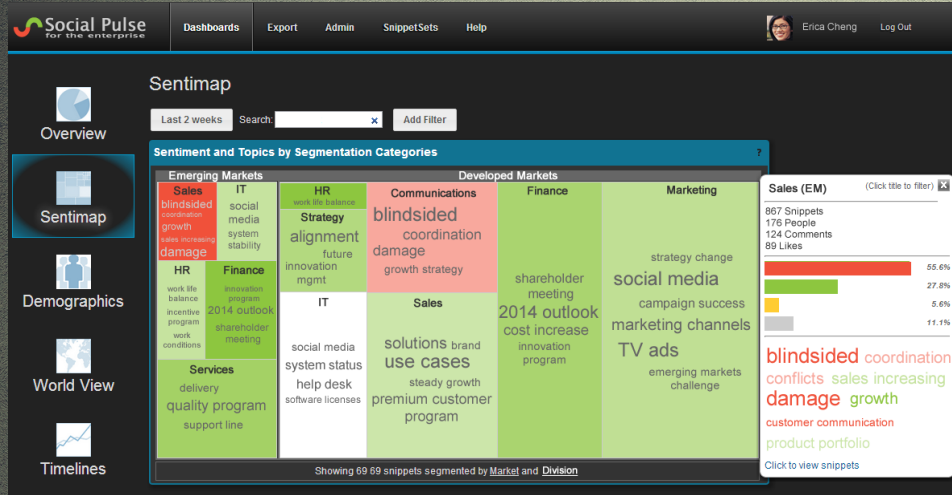 Social Pulse
for the enterprise
Dashboards
Export
Admin
SnippetSets
Help
Erica Cheng
Log Out
Overview
Sentimap
Demographics
World View
Timelines
Sentimap
Last 2 weeks
Search:
x
Add Filter
Sentiment and Topics by Segmentation Categories
?
Emerging Markets
Sales
blindsided
coordination
growth
sales increasing
damage
IT
social
media
system
stability
HR
work life
balance
incentive
program
work
conditions
Finance
innovation
program
2014 outlook
shareholder
meeting
Services
delivery
quality program
support line
Developed Markets
HR
work life balance
Strategy
alignment
future
innovation
mgmt
IT
social media
system status
help desk
software licenses
Communications
blindsided
coordination
damage
growth strategy
Sales
solutions brand
use cases
steady growth
premium customer
program
Finance
shareholder
meeting
2014 outlook
cost increase
innovation
program
Marketing
strategy change
social media
campaign success
marketing channels
TV ads
emerging markets
challenge
Showing 69 69 snippets segmented by Market and Division
Sales (EM)
(Click title to filter)
X
867 Snippets
176 People
124 Comments
89 Likes
55.6%
27.8%
5.6%
11.1%
blindsided coordination
conflicts sales increasing
damage growth
customer communication
product portfolio
Click to view snippets